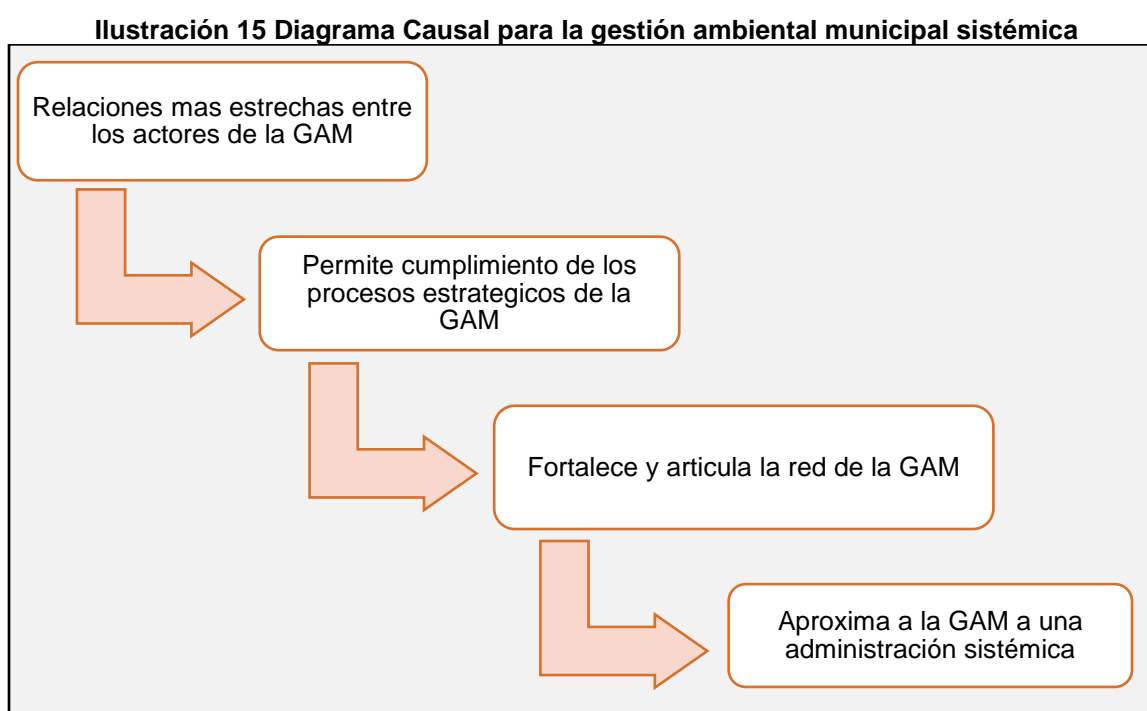 Ilustración 15 Diagrama Causal para la gestión ambiental municipal sistémica
Relaciones mas estrechas entre
los actores de la GAM
Permite cumplimiento de los
procesos estrategicos de la
GAM
Fortalece y articula la red de la GAM
Aproxima a la GAM a una
administración sistémica